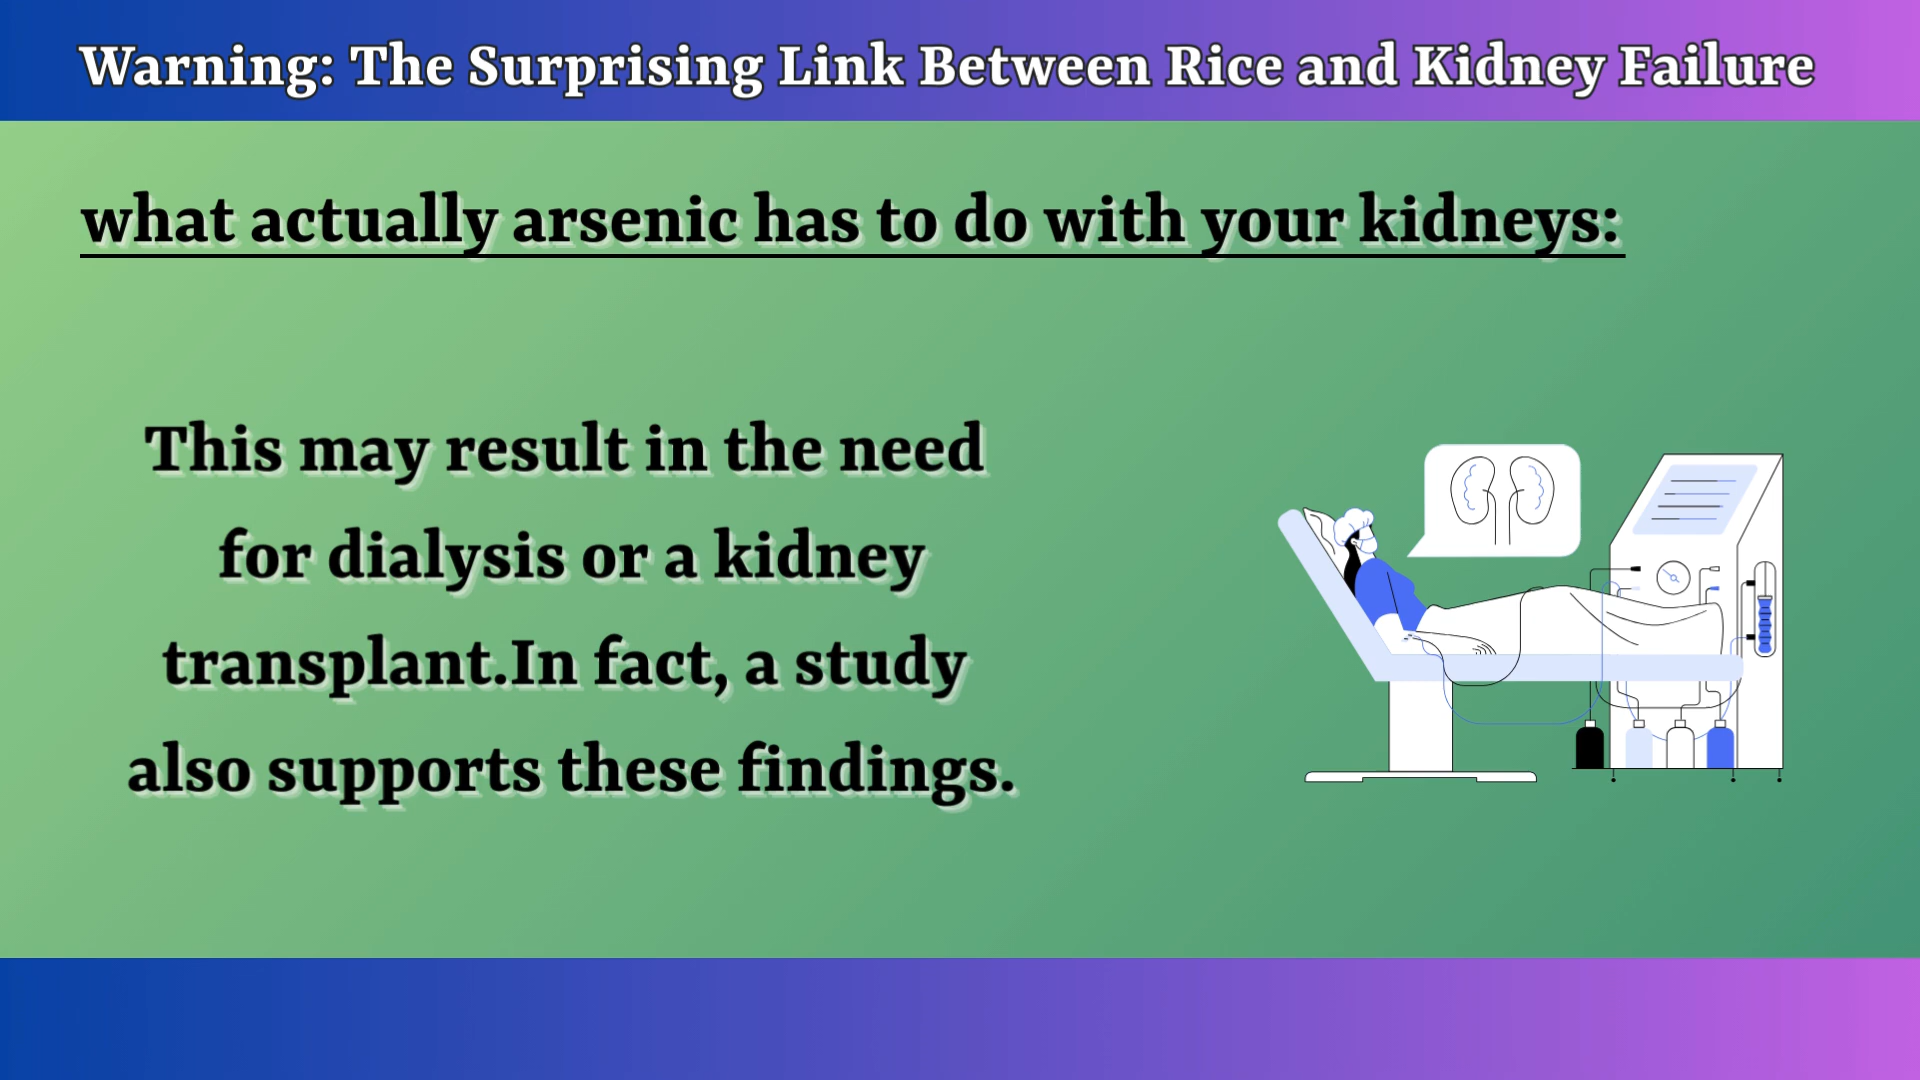 Warning: The Surprising Link Between Rice and Kidney Failure
what actually arsenic has to do with your kidneys:
This may result in the need
for dialysis or a kidney
transplant.In fact, a study
also supports these findings.